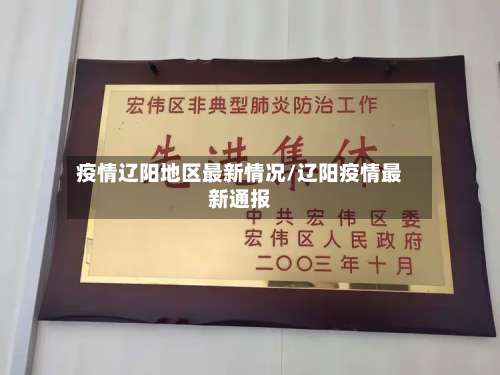 宏伟区非典型肺炎防治工作
先进集体
疫情辽阳地区最新情况/辽阳疫情最
新通报
中共宏伟区委
宏伟区人民政府
二〇〇三年十月